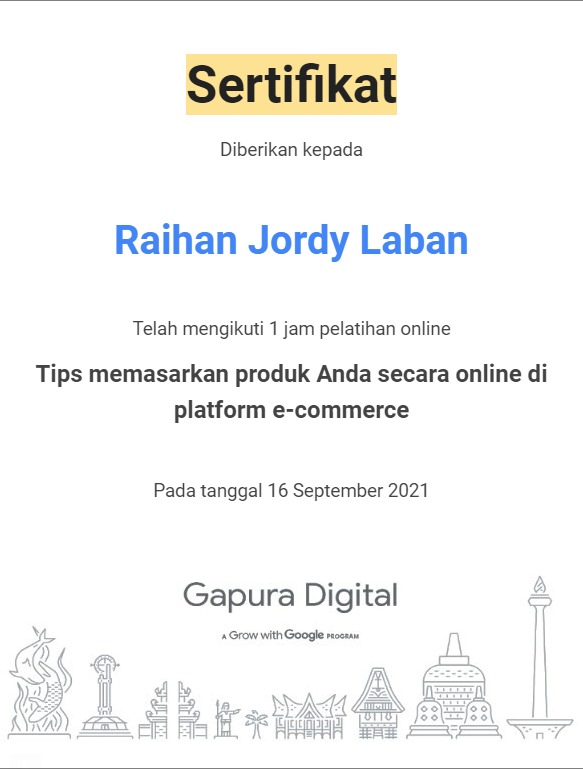 Sertifikat
Diberikan kepada
Raihan Jordy Laban
Telah mengikuti 1 jam pelatihan online
Tips memasarkan produk Anda secara online di
platform e-commerce
Pada tanggal 16 September 2021
Gapura Digital
A Grow with Google PROGRAM